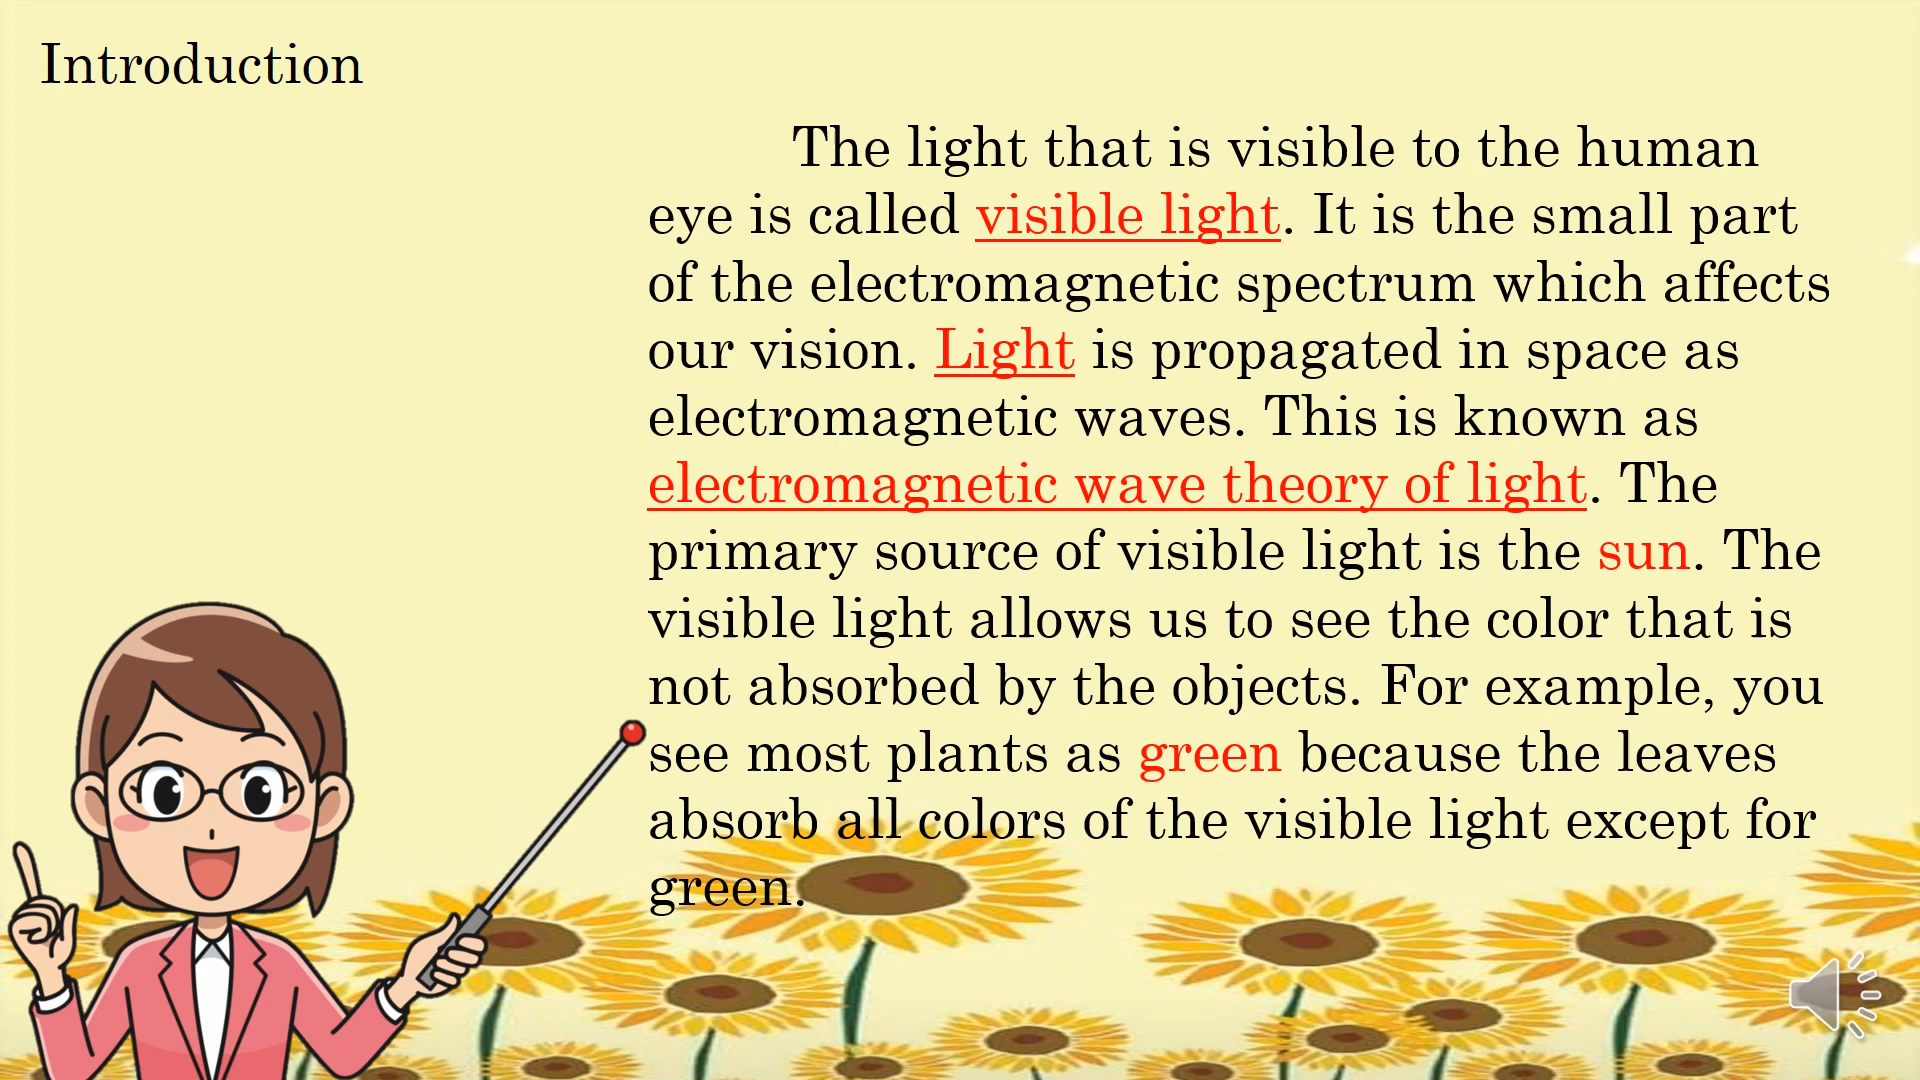 Introduction
The light that is visible to the human
eye is called visible light. It is the small part
of the electromagnetic spectrum which affects
our vision. Light is propagated in space as
electromagnetic waves. This is known as
electromagnetic wave theory of light. The
primary source of visible light is the sun. The
visible light allows us to see the color that is
not absorbed by the objects. For example, you
see most plants as green because the leaves
absorb all colors of the visible light except for
green.